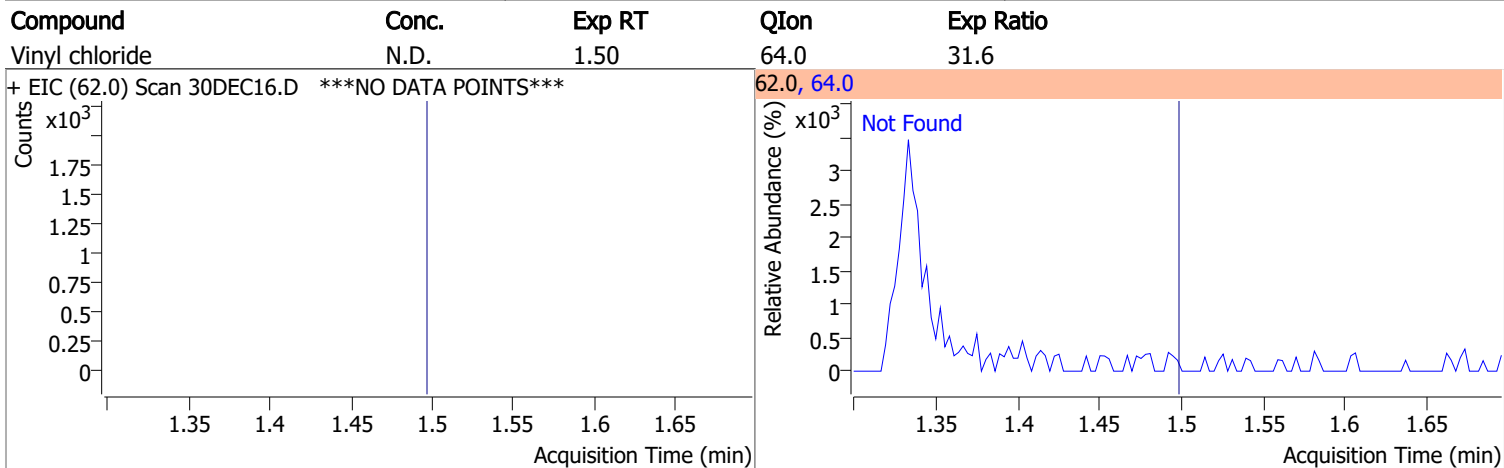 Compound Conc. Exp RT QIon Exp Ratio
Vinyl chloride N.D. 1.50 64.0 31.6
+ EIC (62.0) Scan 30DEC16.D ***NO DATA POINTS***
Counts
x10³
1.75
1.5
1.25
1
0.75
0.5
0.25
0
1.35 1.4 1.45 1.5 1.55 1.6 1.65
Acquisition Time (min)
62.0, 64.0
Relative Abundance (%)
x10³
Not Found
3
2.5
2
1.5
1
0.5
0
1.35 1.4 1.45 1.5 1.55 1.6 1.65
Acquisition Time (min)